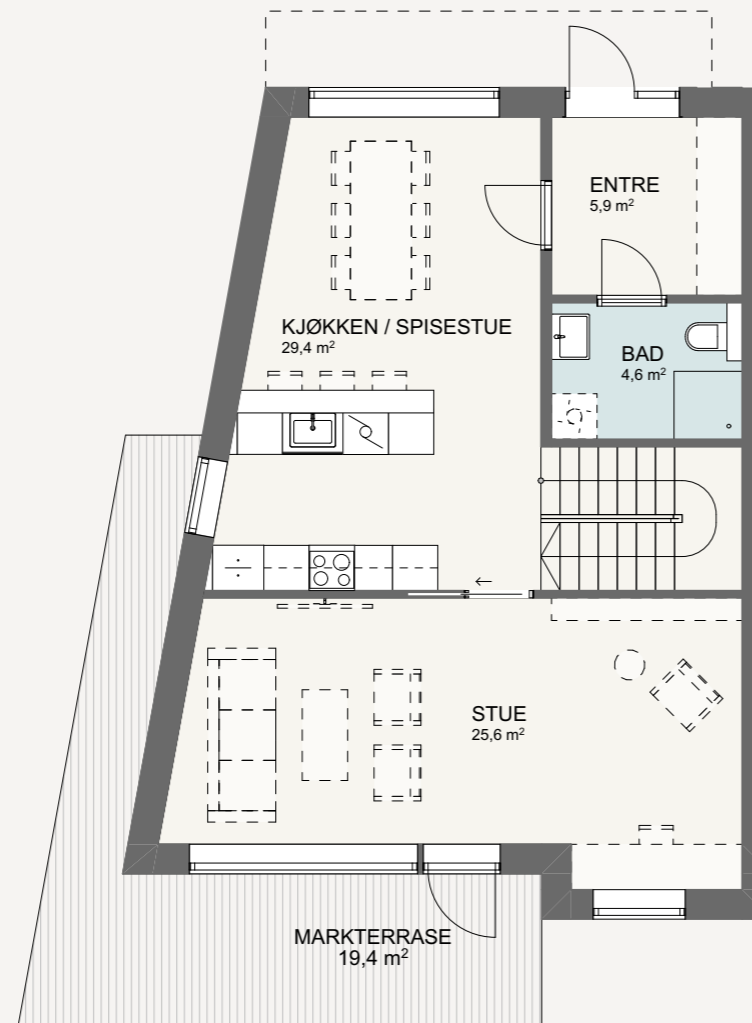 ENTRE
5,9 m²
KJØKKEN / SPISESTUE
29,4 m²
BAD
4,6 m²
STUE
25,6 m²
MARKTERRASE
19,4 m²